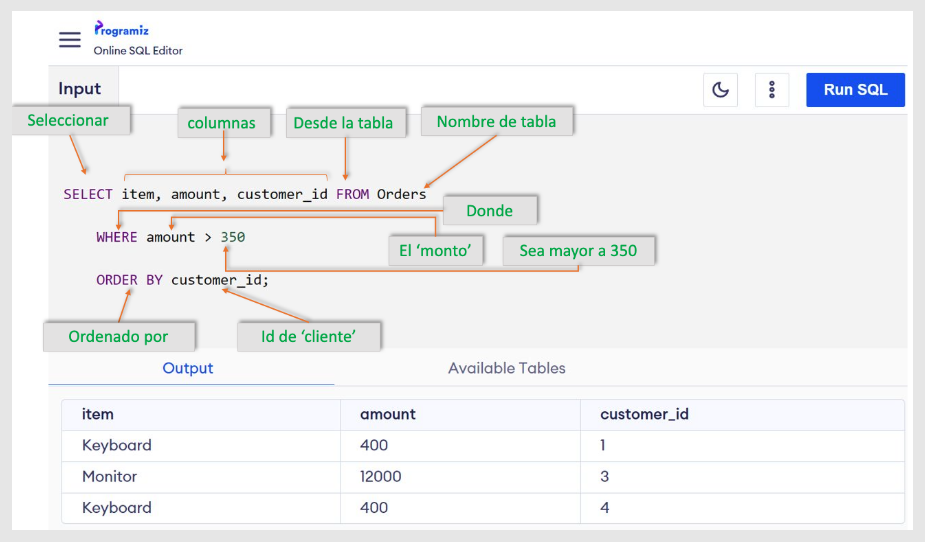 Programiz
Online SQL Editor
Input
Run SQL
Seleccionar
columnas
Desde la tabla
Nombre de tabla
SELECT item, amount, customer_id FROM Orders
Donde
WHERE amount > 350
El ‘monto’
Sea mayor a 350
ORDER BY customer_id;
Ordenado por
Id de ‘cliente’
Output
Available Tables
item amount customer_id
Keyboard 400 1
Monitor 12000 3
Keyboard 400 4